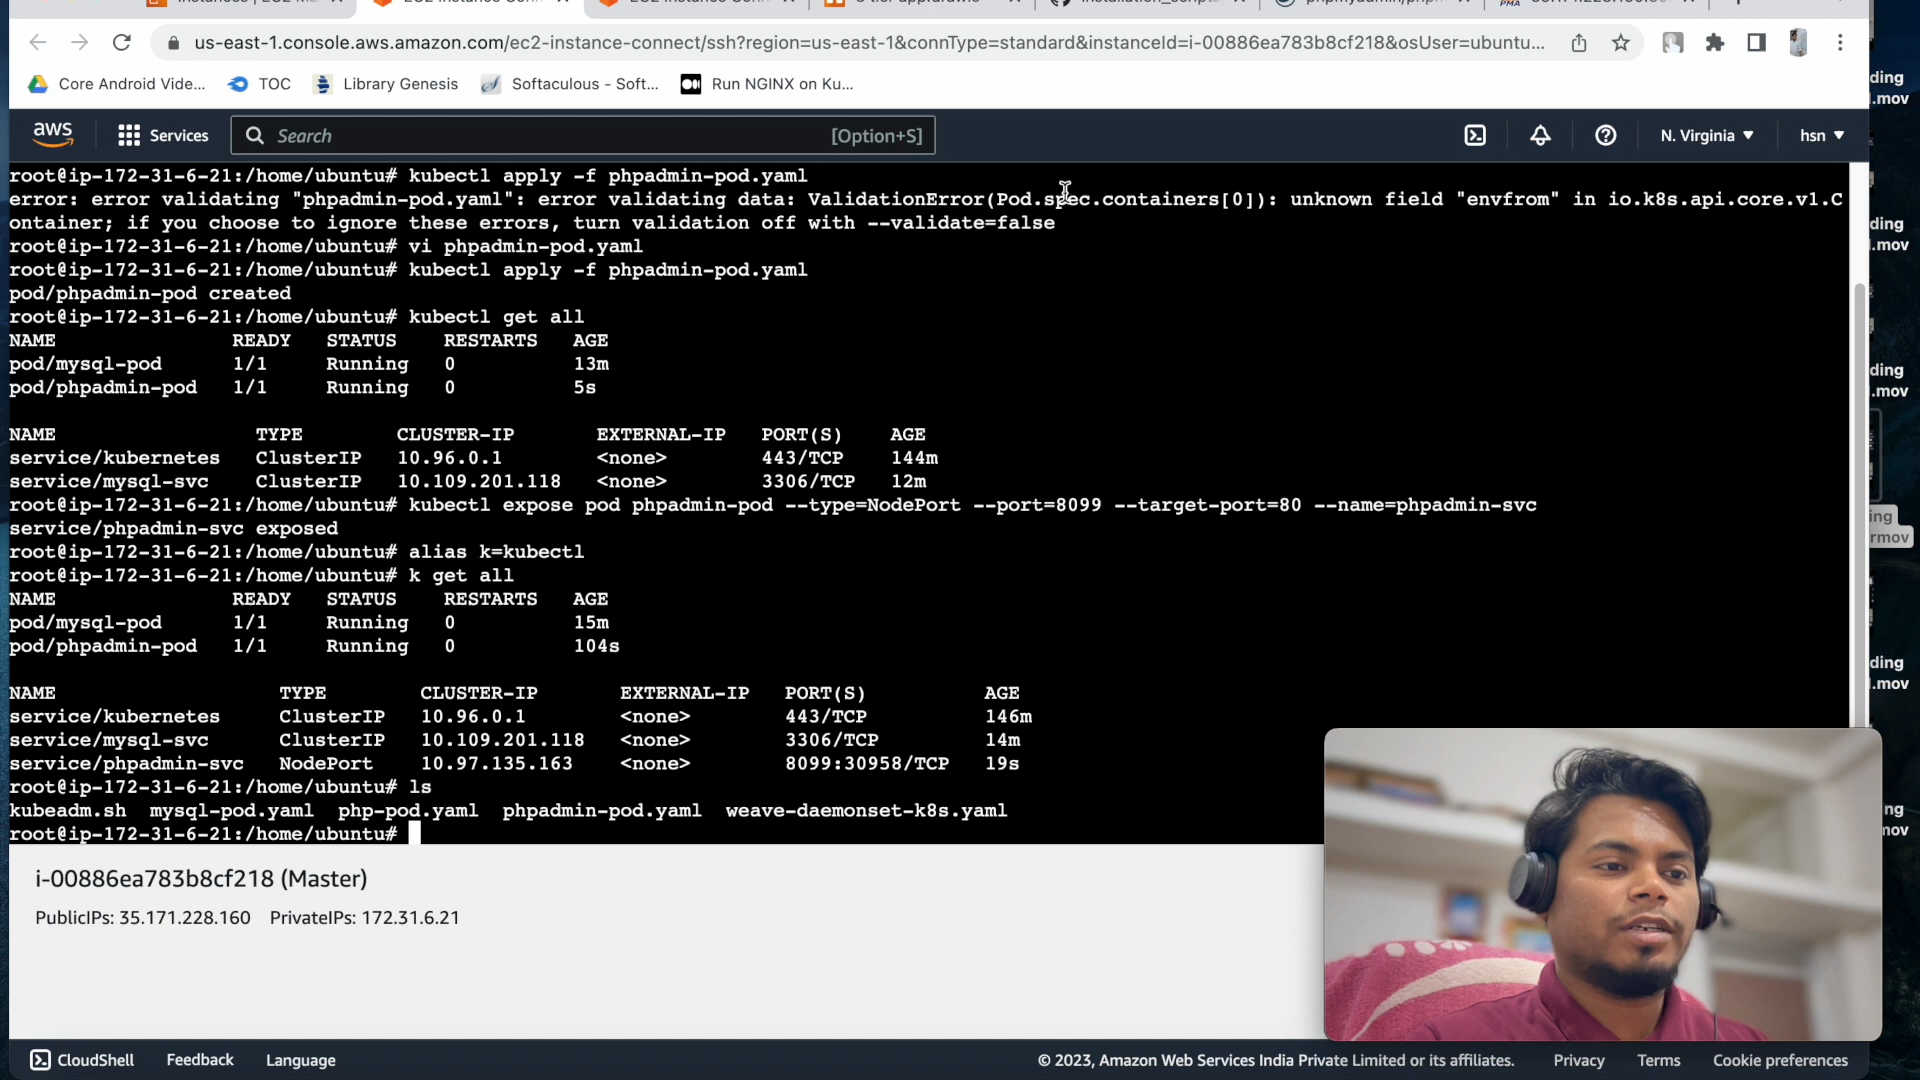 us-east-1.console.aws.amazon.com/ec2-instance-connect/ssh?region=us-east-1&connType=standard&instanceId=i-00886ea783b8cf218&osUser=ubuntu...
Core Android Vide... TOC Library Genesis Softaculous - Soft... Run NGINX on Ku...
aws Services Search [Option+S] N. Virginia hsn
root@ip-172-31-6-21:/home/ubuntu# kubectl apply -f phpadmin-pod.yaml
error: error validating "phpadmin-pod.yaml": error validating data: ValidationError(Pod.spec.containers[0]): unknown field "envfrom" in io.k8s.api.core.v1.C
ontainer; if you choose to ignore these errors, turn validation off with --validate=false
root@ip-172-31-6-21:/home/ubuntu# vi phpadmin-pod.yaml
root@ip-172-31-6-21:/home/ubuntu# kubectl apply -f phpadmin-pod.yaml
pod/phpadmin-pod created
root@ip-172-31-6-21:/home/ubuntu# kubectl get all
NAME READY STATUS RESTARTS AGE
pod/mysql-pod 1/1 Running 0 13m
pod/phpadmin-pod 1/1 Running 0 5s
NAME TYPE CLUSTER-IP EXTERNAL-IP PORT(S) AGE
service/kubernetes ClusterIP 10.96.0.1 <none> 443/TCP 144m
service/mysql-svc ClusterIP 10.109.201.118 <none> 3306/TCP 12m
root@ip-172-31-6-21:/home/ubuntu# kubectl expose pod phpadmin-pod --type=NodePort --port=8099 --target-port=80 --name=phpadmin-svc
service/phpadmin-svc exposed
root@ip-172-31-6-21:/home/ubuntu# alias k=kubectl
root@ip-172-31-6-21:/home/ubuntu# k get all
NAME READY STATUS RESTARTS AGE
pod/mysql-pod 1/1 Running 0 15m
pod/phpadmin-pod 1/1 Running 0 104s
NAME TYPE CLUSTER-IP EXTERNAL-IP PORT(S) AGE
service/kubernetes ClusterIP 10.96.0.1 <none> 443/TCP 146m
service/mysql-svc ClusterIP 10.109.201.118 <none> 3306/TCP 14m
service/phpadmin-svc NodePort 10.97.135.163 <none> 8099:30958/TCP 19s
root@ip-172-31-6-21:/home/ubuntu# ls
kubeadm.sh mysql-pod.yaml php-pod.yaml phpadmin-pod.yaml weave-daemonset-k8s.yaml
root@ip-172-31-6-21:/home/ubuntu#
i-00886ea783b8cf218 (Master)
PublicIPs: 35.171.228.160 PrivateIPs: 172.31.6.21
CloudShell Feedback Language © 2023, Amazon Web Services India Private Limited or its affiliates. Privacy Terms Cookie preferences
ding
.mov
ding
.mov
ding
.mov
ing
rmov
ding
.mov
ng
nov